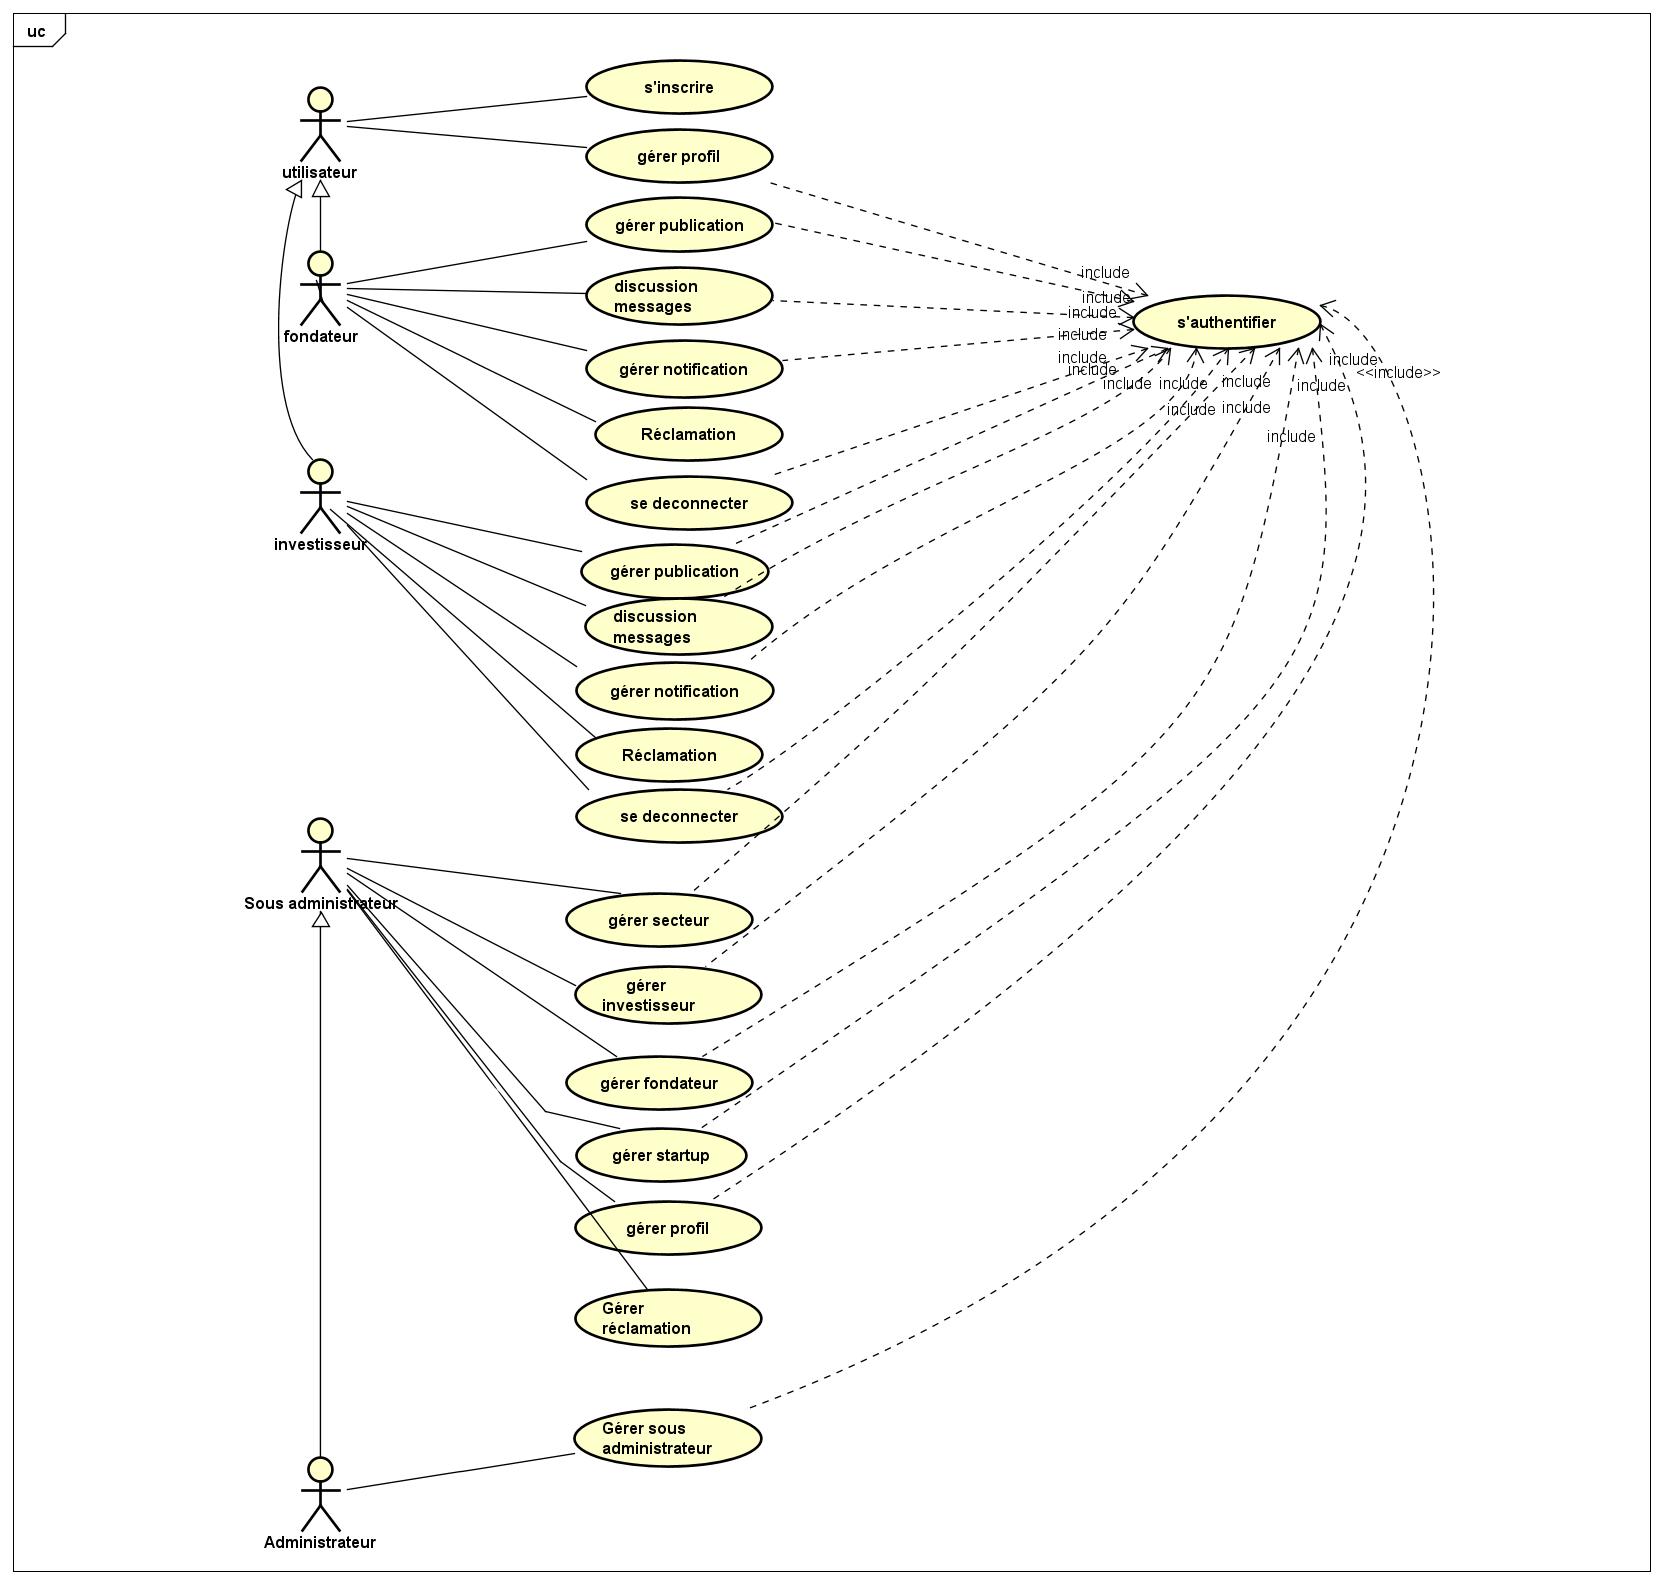 uc
s'inscrire
gérer profil
utilisateur
gérer publication
discussion
messages
fondateur
gérer notification
Réclamation
se deconnecter
include
include
include
include
include
include
include
include
include
include
include
include
include
include
<<include>>
s'authentifier
investisseur
gérer publication
discussion
messages
gérer notification
Réclamation
se deconnecter
Sous administrateur
gérer secteur
gérer
investisseur
gérer fondateur
gérer startup
gérer profil
Gérer
réclamation
Gérer sous
administrateur
Administrateur